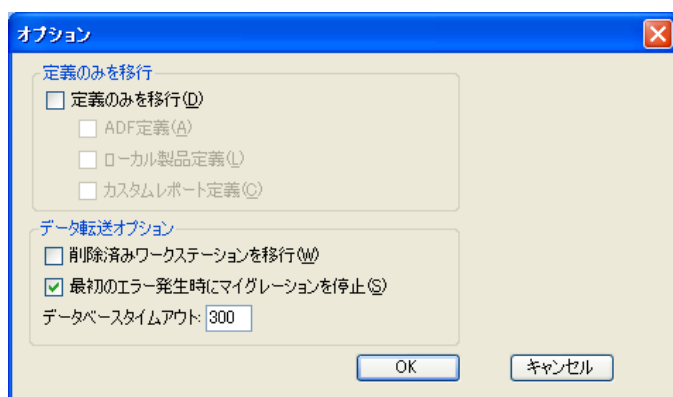 オプション
定義のみを移行
定義のみを移行(D)
ADF定義(A)
ローカル製品定義(L)
カスタムレポート定義(C)
データ転送オプション
削除済みワークステーションを移行(W)
最初のエラー発生時にマイグレーションを停止(S)
データベースタイムアウト: 300
OK キャンセル